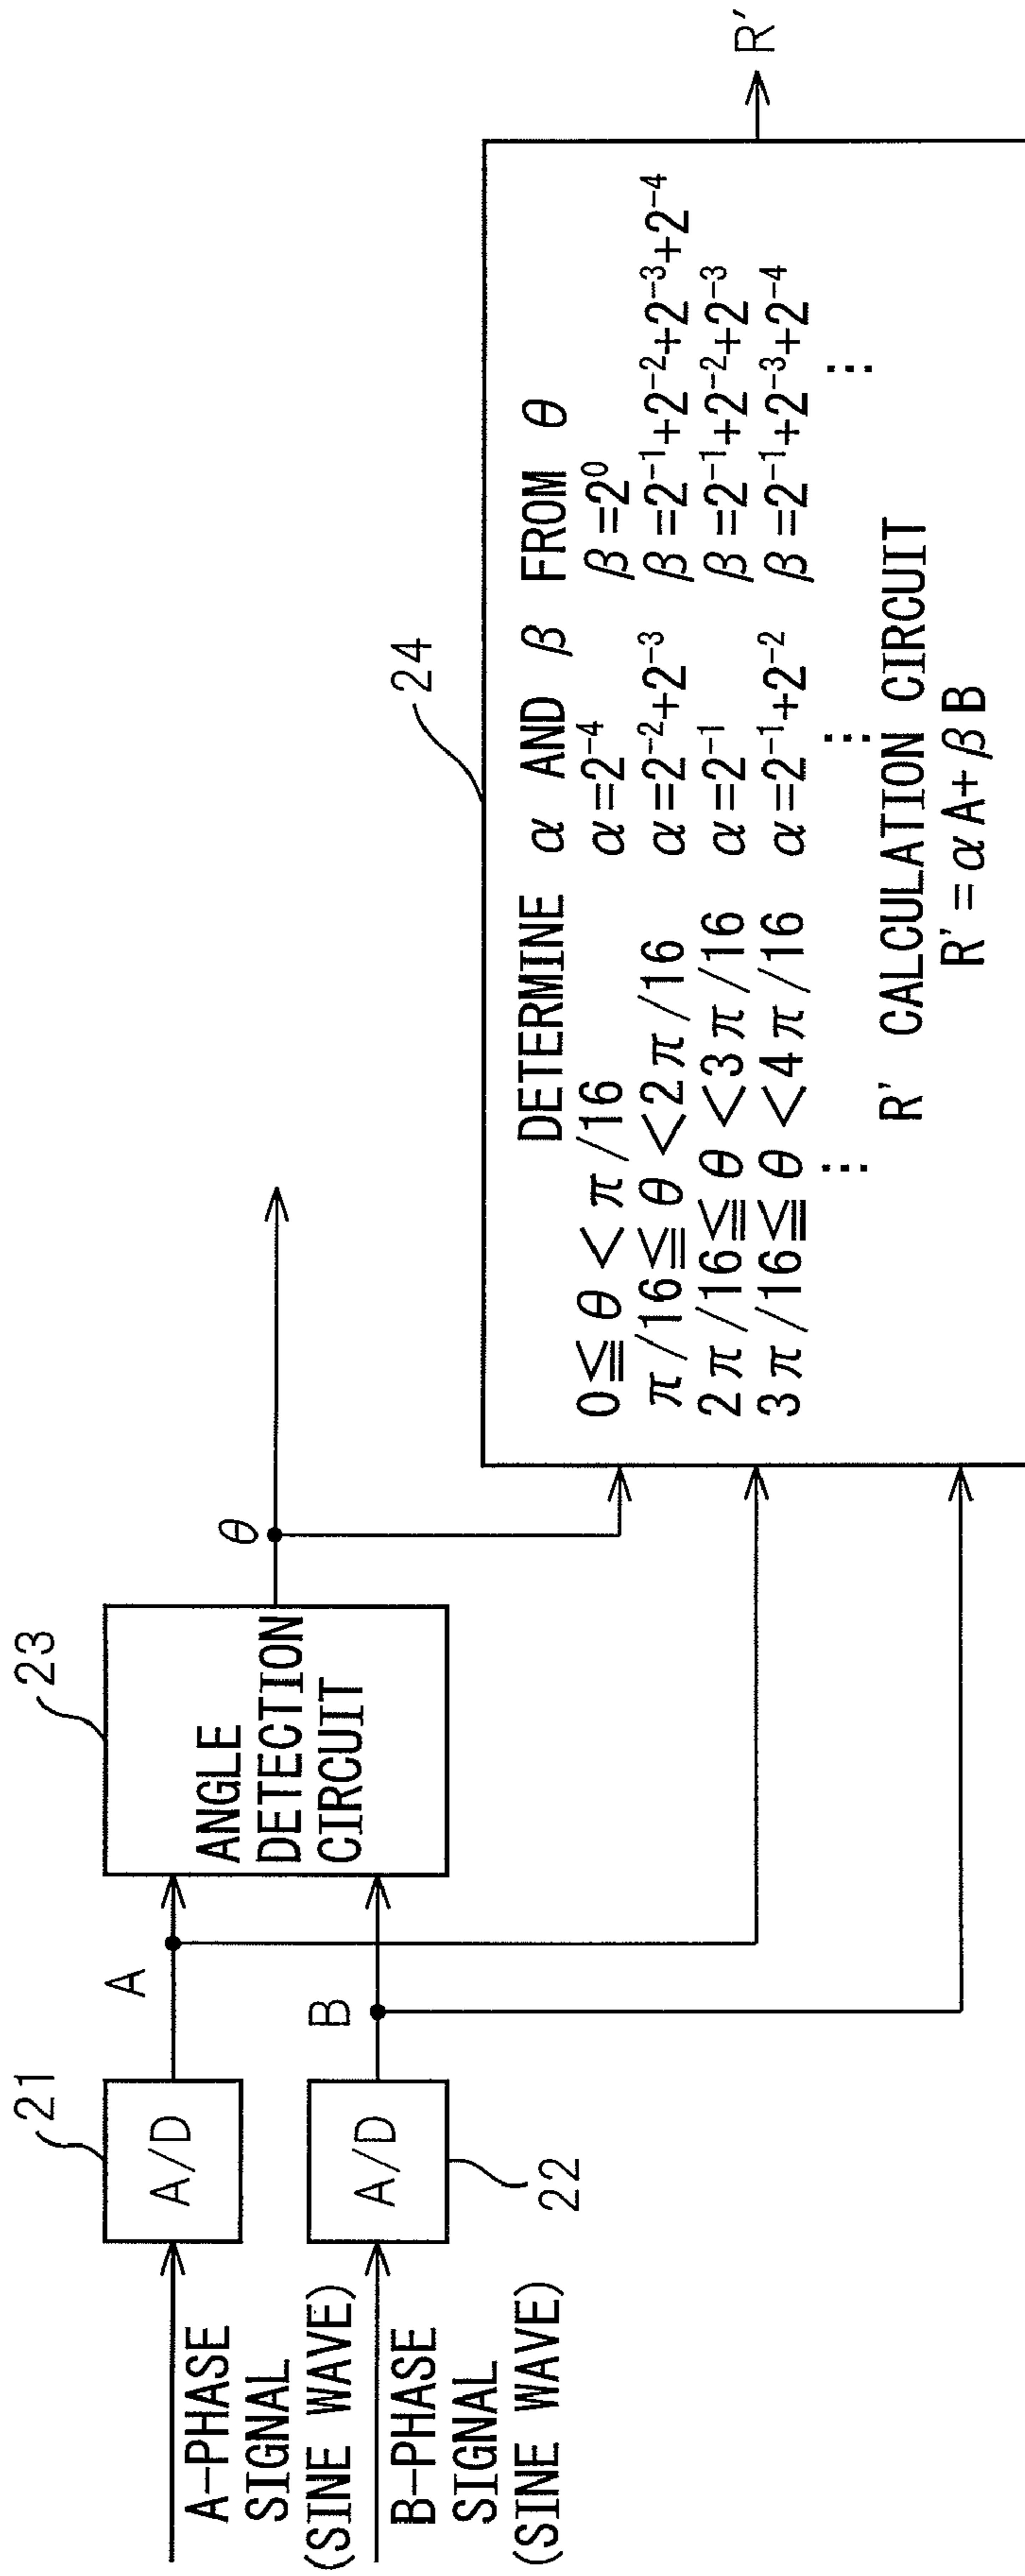 A-PHASE
SIGNAL
(SINE WAVE)
B-PHASE
SIGNAL
(SINE WAVE)
21
A/D
22
A/D
A
B
23
ANGLE
DETECTION
CIRCUIT
θ
24
DETERMINE α AND β FROM θ
0≦θ<π/16 α=2⁻⁴ β=2⁰
π/16≦θ<2π/16 α=2⁻²+2⁻³ β=2⁻¹+2⁻²+2⁻³+2⁻⁴
2π/16≦θ<3π/16 α=2⁻¹ β=2⁻¹+2⁻²+2⁻³
3π/16≦θ<4π/16 α=2⁻¹+2⁻² β=2⁻¹+2⁻³+2⁻⁴
⋮ ⋮ ⋮
R' CALCULATION CIRCUIT
R'=αA+βB
R'